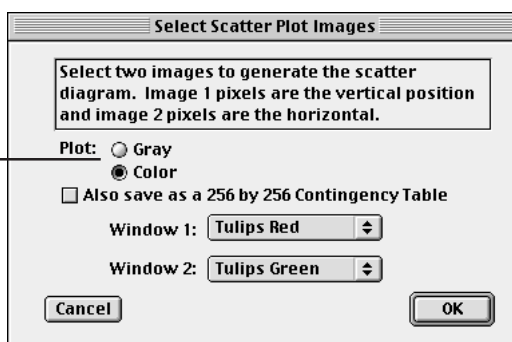 Select Scatter Plot Images
Select two images to generate the scatter
diagram. Image 1 pixels are the vertical position
and image 2 pixels are the horizontal.
Plot: Gray
Color
Also save as a 256 by 256 Contingency Table
Window 1: Tulips Red
Window 2: Tulips Green
Cancel OK